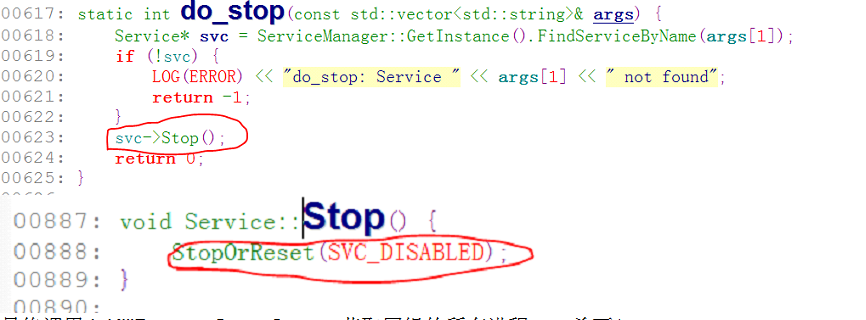 00617: static int do_stop(const std::vector<std::string>& args) {
00618:     Service* svc = ServiceManager::GetInstance().FindServiceByName(args[1]);
00619:     if (!svc) {
00620:         LOG(ERROR) << "do_stop: Service " << args[1] << " not found";
00621:         return -1;
00622:     }
00623:     svc->Stop();
00624:     return 0;
00625: }
00887: void Service::Stop() {
00888:     StopOrReset(SVC_DISABLED);
00889: }
00890: